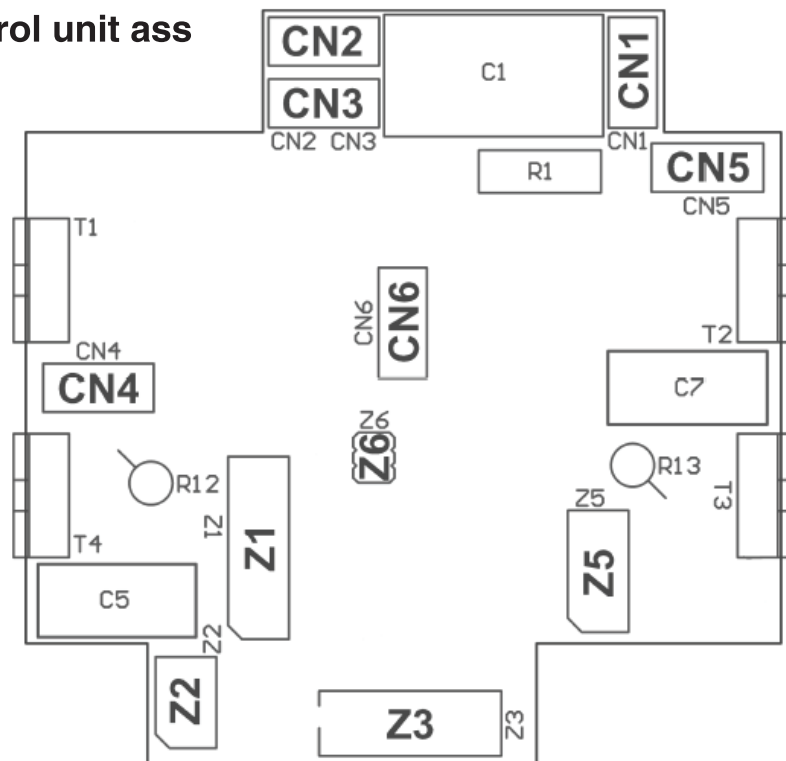 rol unit ass
CN2
C1
CN1
CN3
CN2 CN3
CN1
R1
CN5
CN5
T1
CN6
CN6
T2
CN4
CN4
C7
Z6
Z6
R12
R13
Z5
T3
Z1
Z1
Z5
T4
C5
Z2
Z2
Z3
Z3